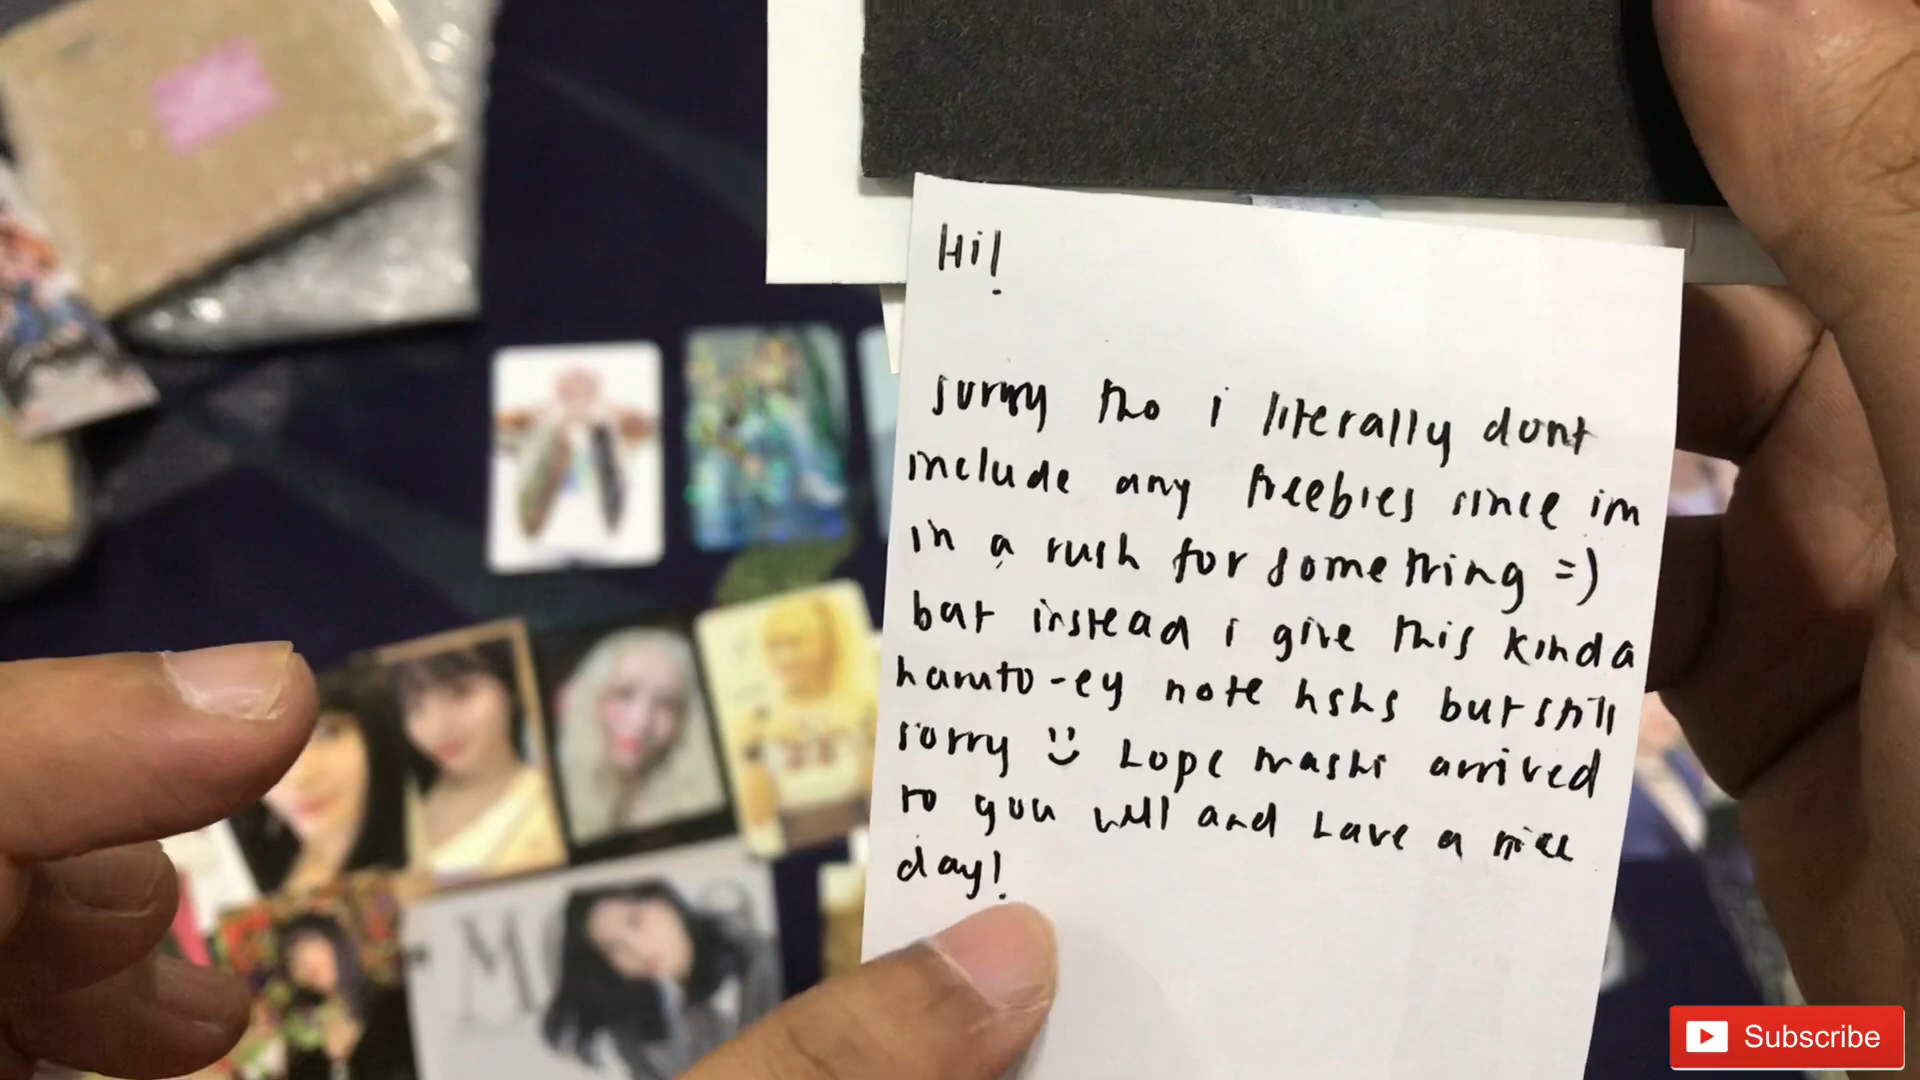 Hi!
sorry tho i literally dont
include any freebies since im
in a rush for something =)
but instead i give this kinda
haruto-ey note hshs but still
sorry Hope mashi arrived
to you well and have a nice
day!
M
Subscribe